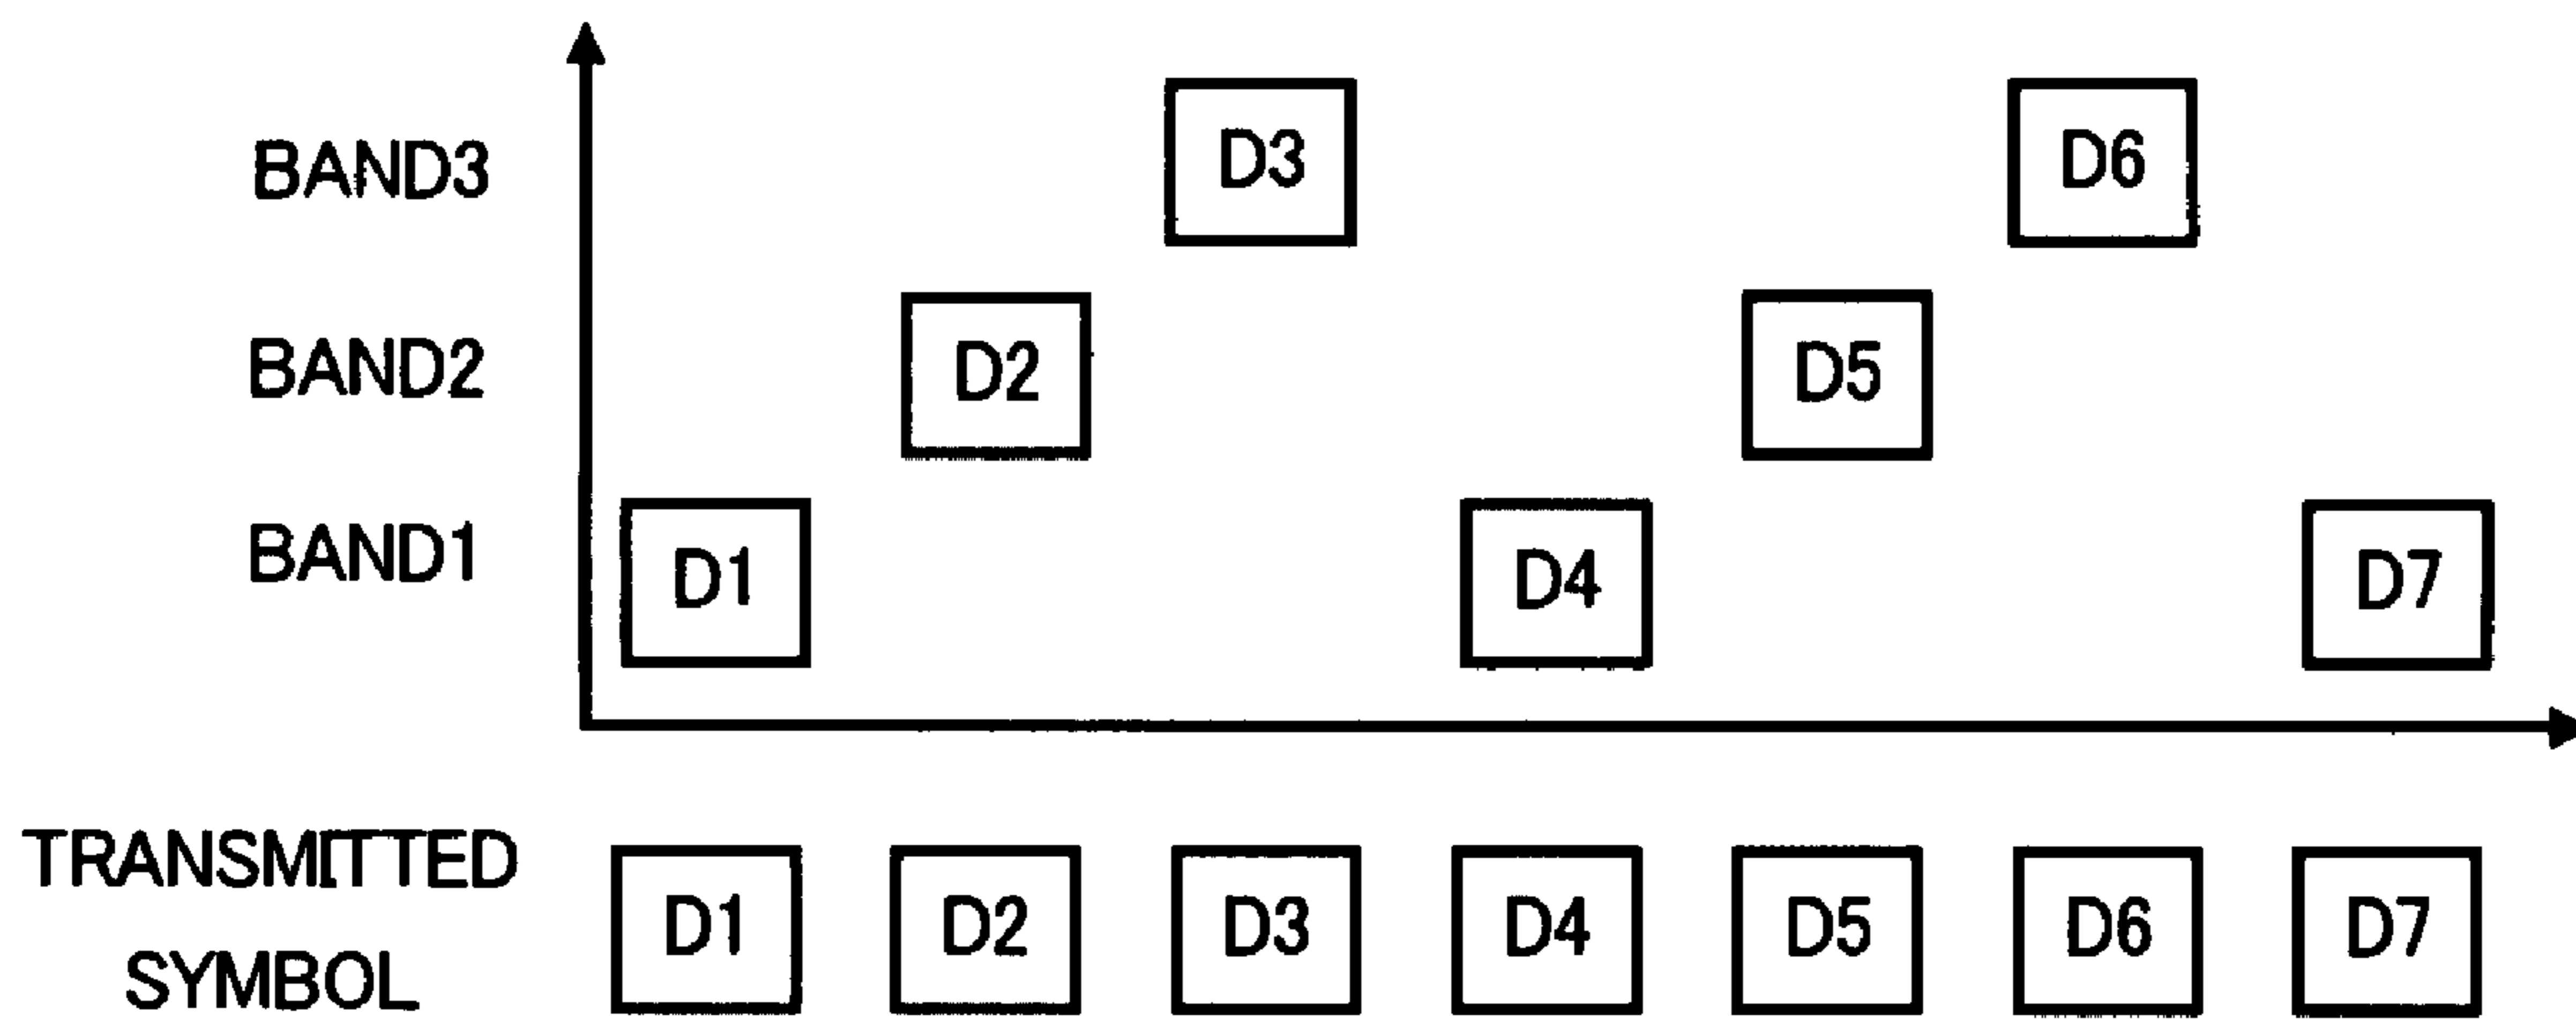 BAND3 D3 D6
BAND2 D2 D5
BAND1 D1 D4 D7
TRANSMITTED
SYMBOL D1 D2 D3 D4 D5 D6 D7